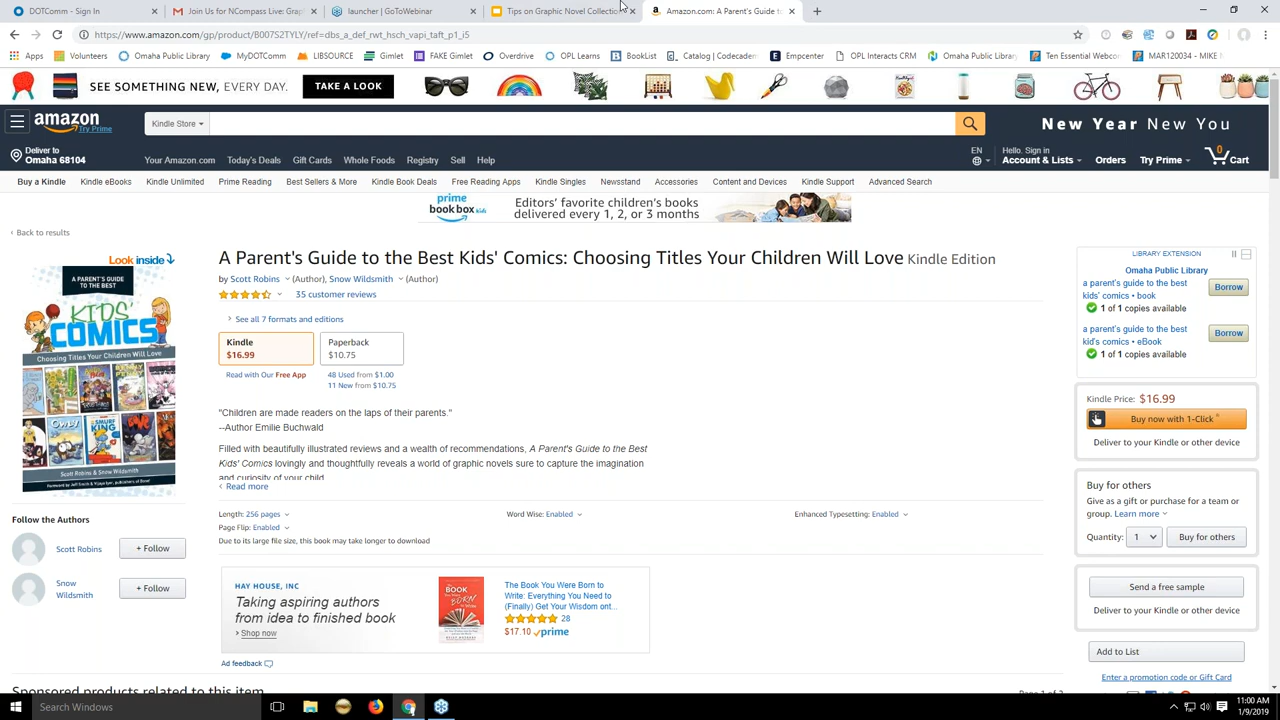 DOTComm - Sign In
Join Us for NCompass Live: Grap
launcher | GoToWebinar
Tips on Graphic Novel Collection
Amazon.com: A Parent's Guide to
https://www.amazon.com/gp/product/B007S2TYLY/ref=dbs_a_def_rwt_hsch_vapi_taft_p1_i5
Apps
Volunteers
Omaha Public Library
MyDOTComm
LIBSOURCE
Gimlet
FAKE Gimlet
Overdrive
OPL Learns
BookList
Catalog | Codecadem
Empcenter
OPL Interacts CRM
Omaha Public Library
Ten Essential Webcor
MAR120034 - MIKE
SEE SOMETHING NEW, EVERY DAY.
TAKE A LOOK
amazon
Try Prime
Kindle Store
New Year New You
Deliver to
Omaha 68104
Your Amazon.com
Today's Deals
Gift Cards
Whole Foods
Registry
Sell
Help
EN
Hello. Sign in
Account & Lists
Orders
Try Prime
0
Cart
Buy a Kindle
Kindle eBooks
Kindle Unlimited
Prime Reading
Best Sellers & More
Kindle Book Deals
Free Reading Apps
Kindle Singles
Newsstand
Accessories
Content and Devices
Kindle Support
Advanced Search
prime
book box kids
Editors' favorite children's books
delivered every 1, 2, or 3 months
‹ Back to results
Look inside
A PARENT'S GUIDE
TO THE BEST
KIDS'
COMICS
Choosing Titles Your Children Will Love
Scott Robins & Snow Wildsmith
A Parent's Guide to the Best Kids' Comics: Choosing Titles Your Children Will Love Kindle Edition
by Scott Robins (Author), Snow Wildsmith (Author)
35 customer reviews
› See all 7 formats and editions
Kindle
$16.99
Paperback
$10.75
Read with Our Free App
48 Used from $1.00
11 New from $10.75
"Children are made readers on the laps of their parents."
--Author Emilie Buchwald
Filled with beautifully illustrated reviews and a wealth of recommendations, A Parent's Guide to the Best
Kids' Comics lovingly and thoughtfully reveals a world of graphic novels sure to capture the imagination
and curiosity of your child.
Read more
Length: 256 pages
Word Wise: Enabled
Enhanced Typesetting: Enabled
Page Flip: Enabled
Due to its large file size, this book may take longer to download
Follow the Authors
Scott Robins
+ Follow
Snow
Wildsmith
+ Follow
HAY HOUSE, INC
Taking aspiring authors
from idea to finished book
› Shop now
The Book You Were Born to
Write: Everything You Need to
(Finally) Get Your Wisdom ont...
28
$17.10 prime
Ad feedback
Sponsored products related to this item
LIBRARY EXTENSION
Omaha Public Library
a parent's guide to the best
kids' comics • book
1 of 1 copies available
Borrow
a parent's guide to the best
kid's comics • eBook
1 of 1 copies available
Borrow
Kindle Price: $16.99
Buy now with 1-Click
Deliver to your Kindle or other device
Buy for others
Give as a gift or purchase for a team or
group. Learn more
Quantity: 1
Buy for others
Send a free sample
Deliver to your Kindle or other device
Add to List
Enter a promotion code or Gift Card
Search Windows
11:00 AM
1/9/2019